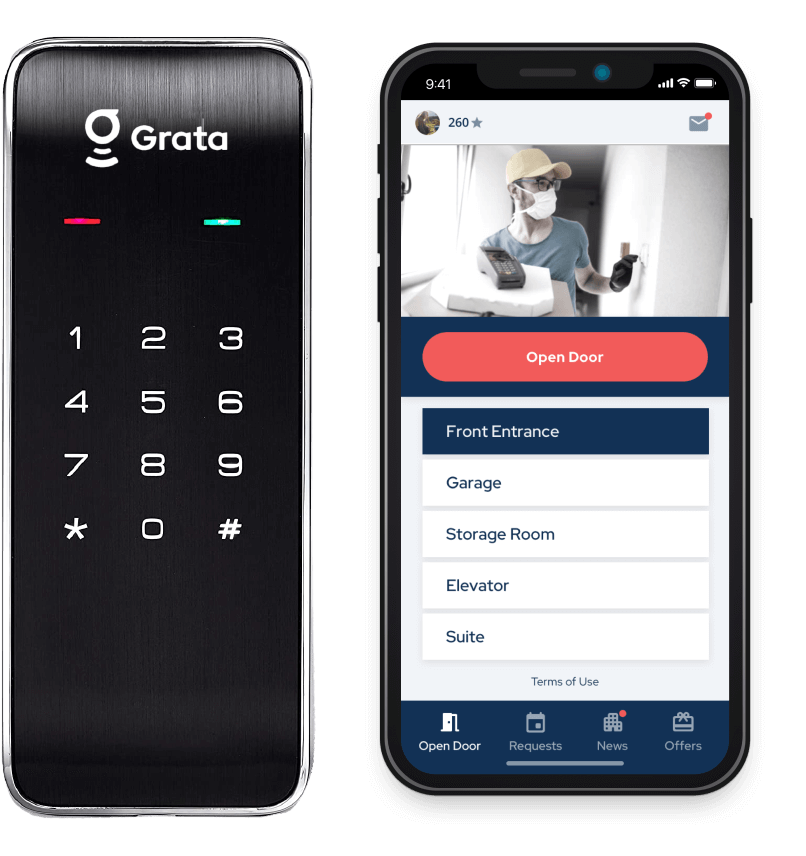 Grata
1 2 3
4 5 6
7 8 9
* 0 #
9:41
260
Open Door
Front Entrance
Garage
Storage Room
Elevator
Suite
Terms of Use
Open Door
Requests
News
Offers